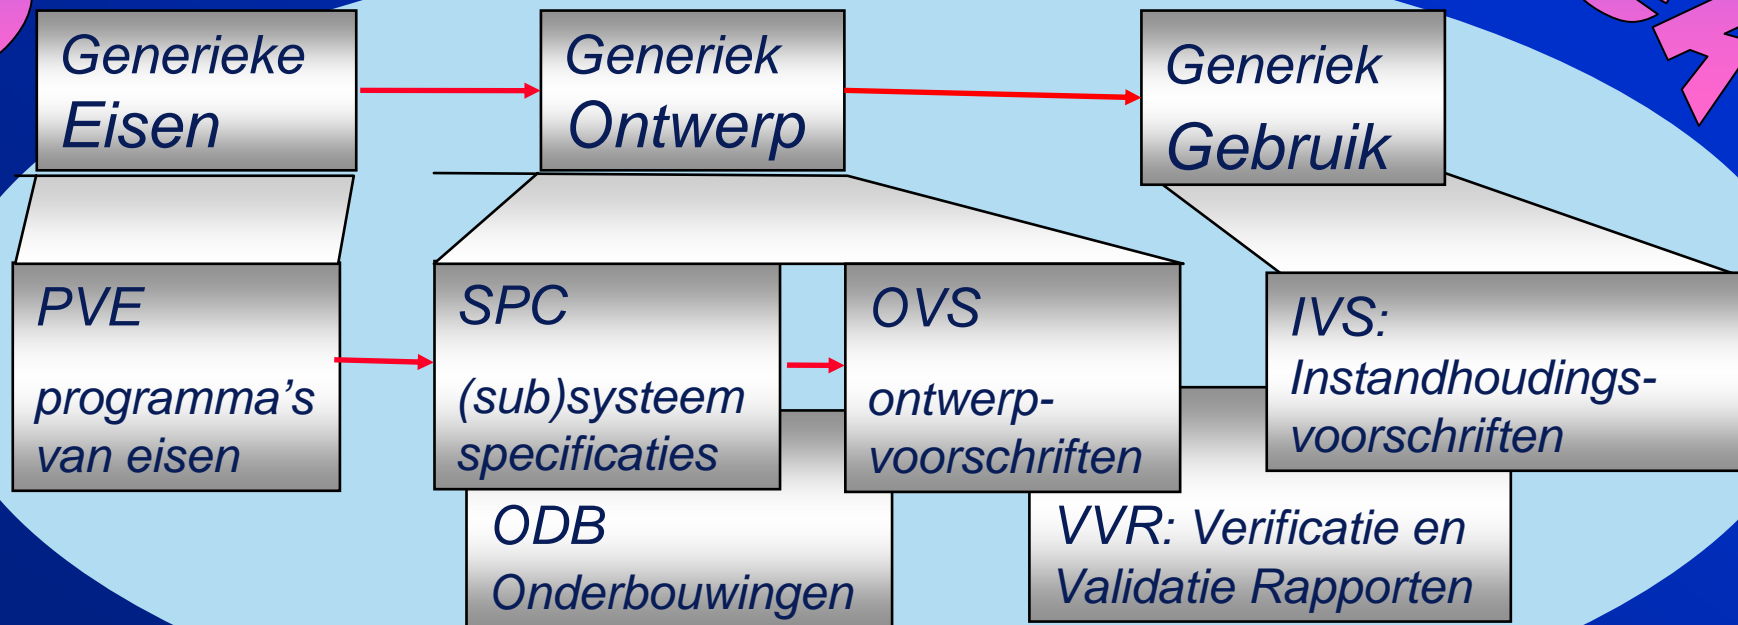 Generieke
Eisen
Generiek
Ontwerp
Generiek
Gebruik
PVE
programma's
van eisen
SPC
(sub)systeem
specificaties
OVS
ontwerp-
voorschriften
IVS:
Instandhoudings-
voorschriften
ODB
Onderbouwingen
VVR: Verificatie en
Validatie Rapporten